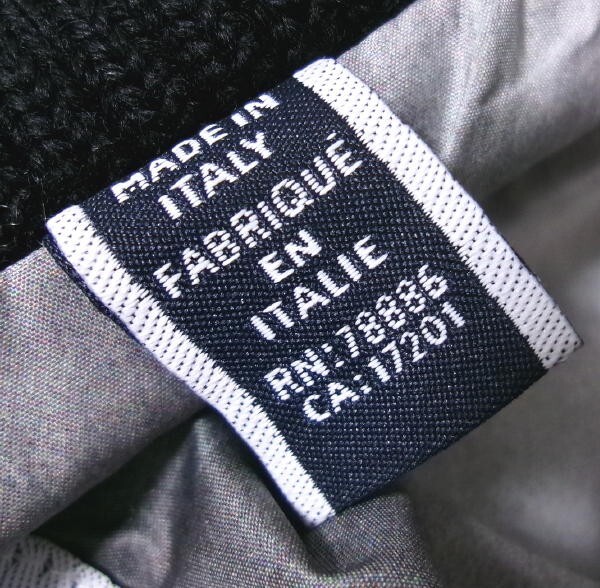 MADE IN
ITALY
FABRIQUÉ
EN
ITALIE
RN:78886
CA:17201